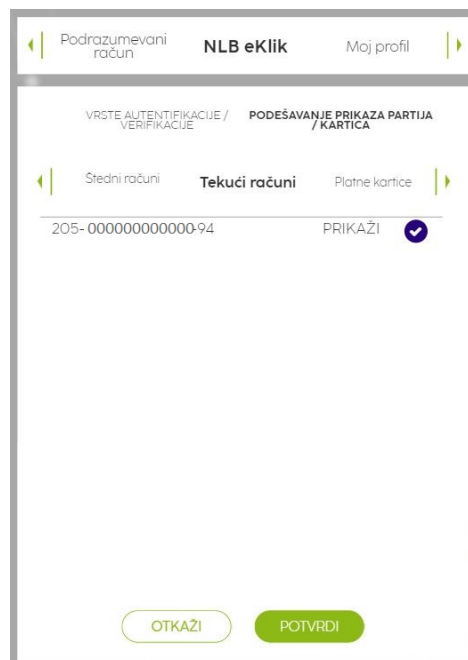 Podrazumevani
račun
NLB eKlik
Moj profil
VRSTE AUTENTIFIKACIJE /
VERIFIKACIJE
PODEŠAVANJE PRIKAZA PARTIJA
/ KARTICA
Štedni računi
Tekući računi
Platne kartice
205-000000000000-94
PRIKAŽI
OTKAŽI
POTVRDI